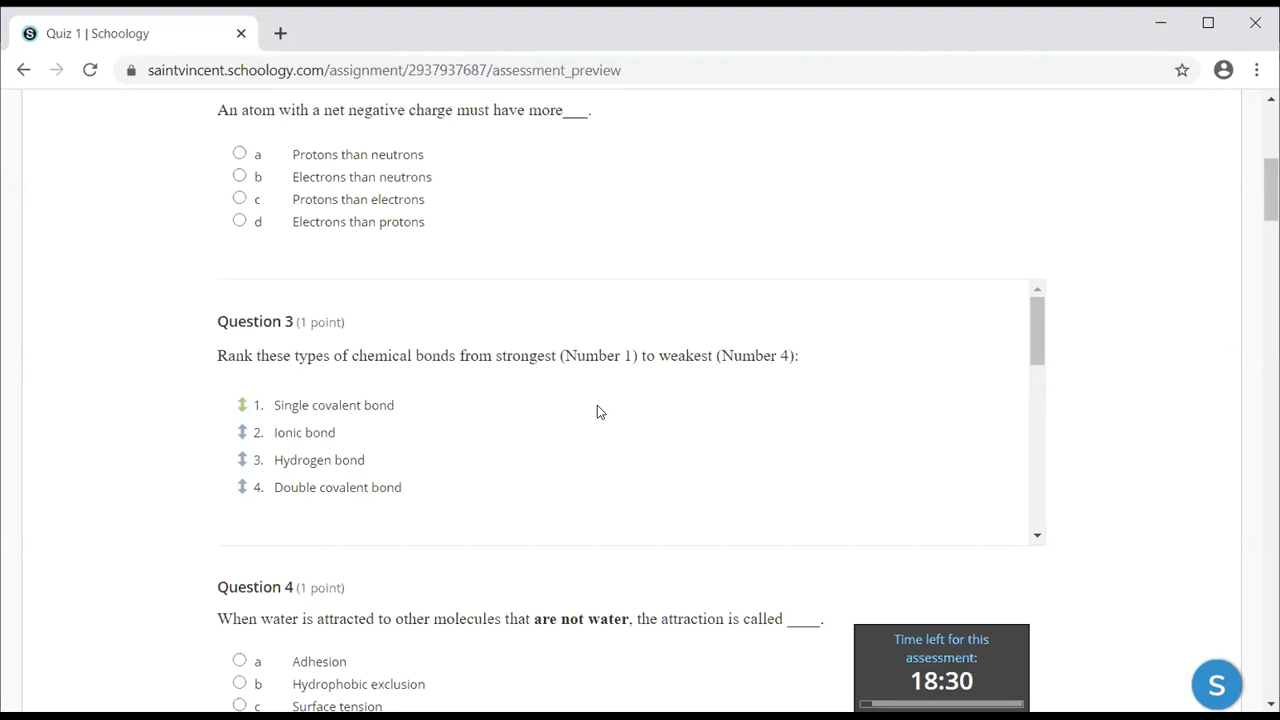 Quiz 1 | Schoology
saintvincent.schoology.com/assignment/2937937687/assessment_preview
An atom with a net negative charge must have more___.
a Protons than neutrons
b Electrons than neutrons
c Protons than electrons
d Electrons than protons
Question 3 (1 point)
Rank these types of chemical bonds from strongest (Number 1) to weakest (Number 4):
1. Single covalent bond
2. Ionic bond
3. Hydrogen bond
4. Double covalent bond
Question 4 (1 point)
When water is attracted to other molecules that are not water, the attraction is called ____.
a Adhesion
b Hydrophobic exclusion
c Surface tension
Time left for this
assessment:
18:30
S